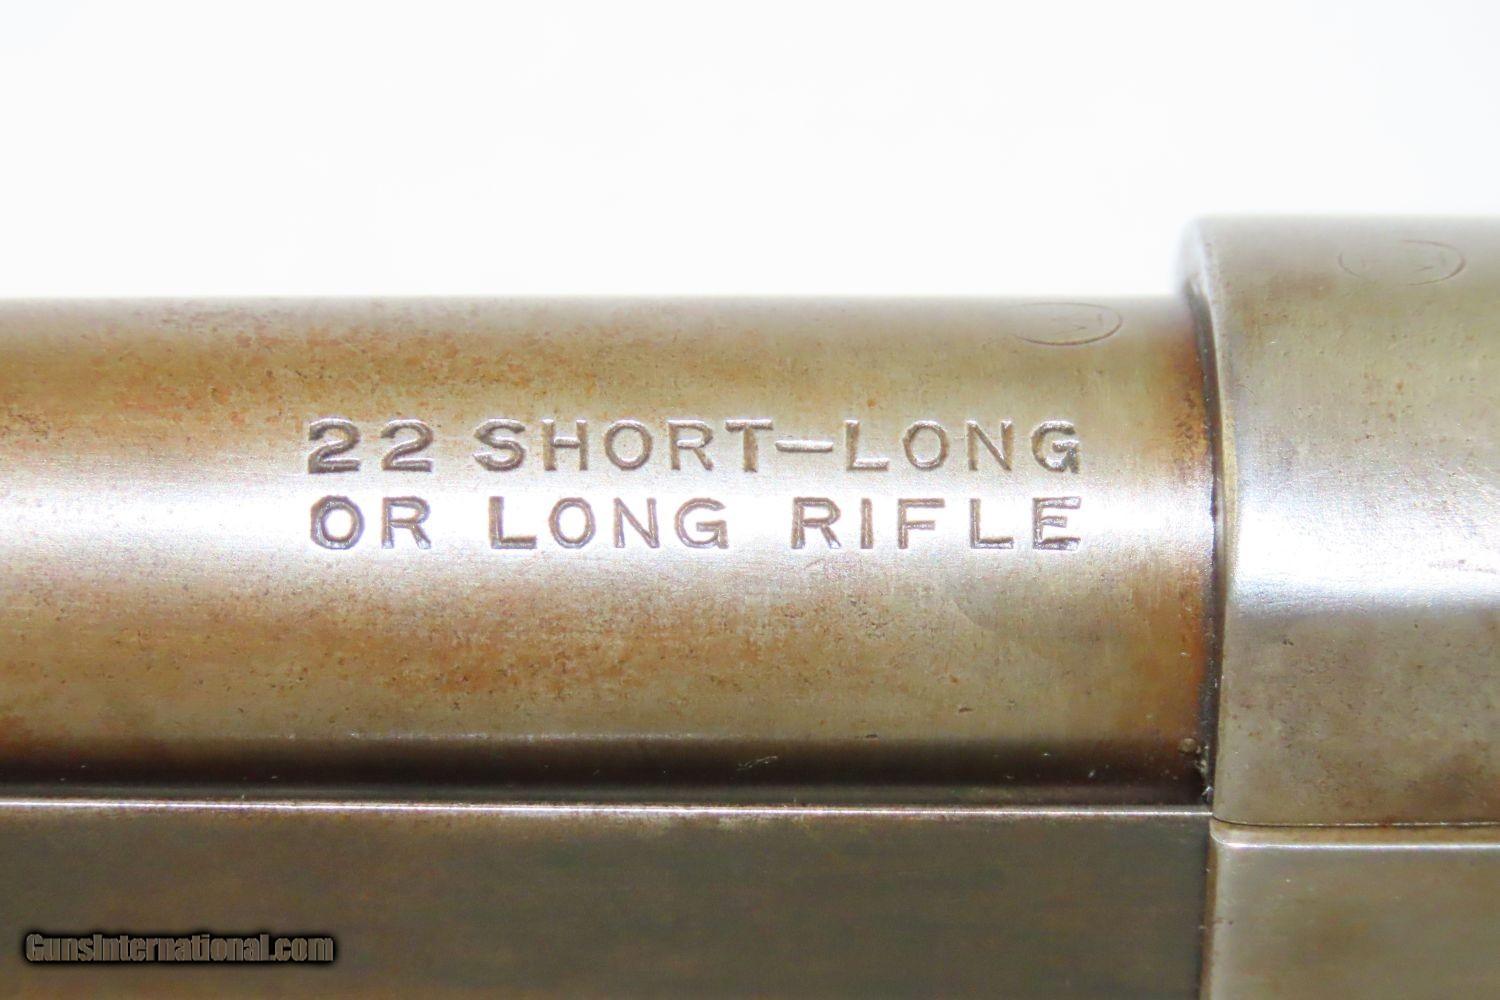 22 SHORT-LONG
OR LONG RIFLE
GunsInternational.com